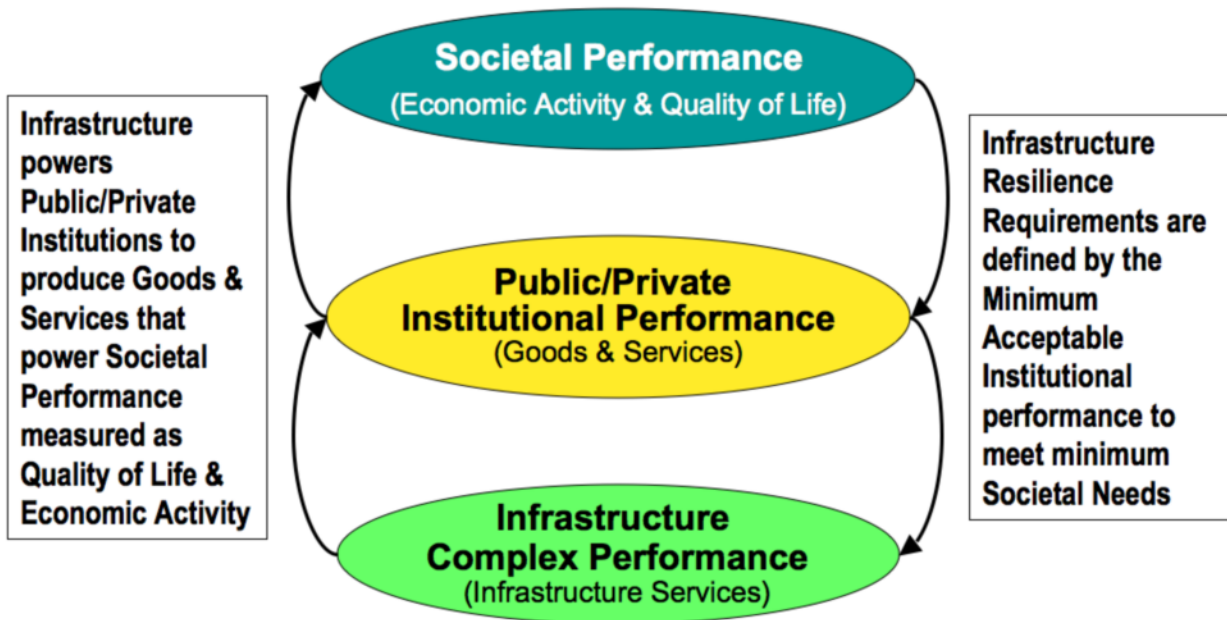 Societal Performance
(Economic Activity & Quality of Life)
Infrastructure
powers
Public/Private
Institutions to
produce Goods &
Services that
power Societal
Performance
measured as
Quality of Life &
Economic Activity
Public/Private
Institutional Performance
(Goods & Services)
Infrastructure
Resilience
Requirements are
defined by the
Minimum
Acceptable
Institutional
performance to
meet minimum
Societal Needs
Infrastructure
Complex Performance
(Infrastructure Services)